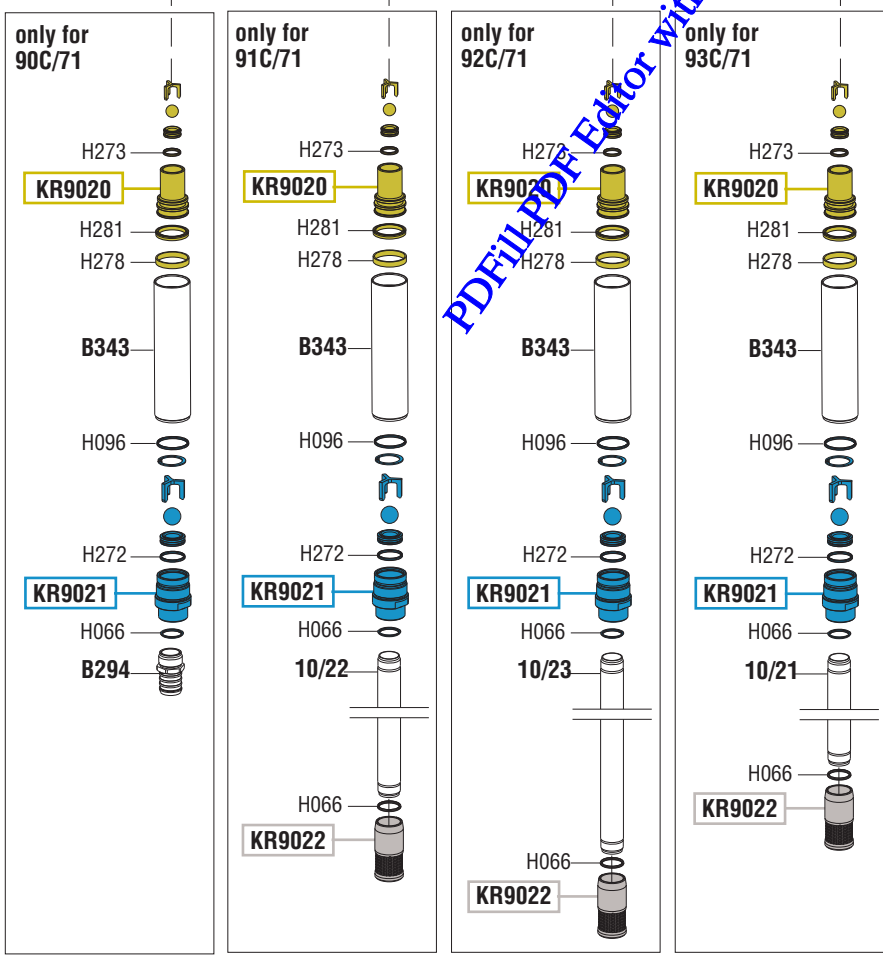 only for
90C/71
H273
KR9020
H281
H278
B343
H096
H272
KR9021
H066
B294
only for
91C/71
H273
KR9020
H281
H278
B343
H096
H272
KR9021
H066
10/22
H066
KR9022
only for
92C/71
H273
KR9020
H281
H278
B343
H096
H272
KR9021
H066
10/23
H066
KR9022
only for
93C/71
H273
KR9020
H281
H278
B343
H096
H272
KR9021
H066
10/21
H066
KR9022
PDFill PDF Editor